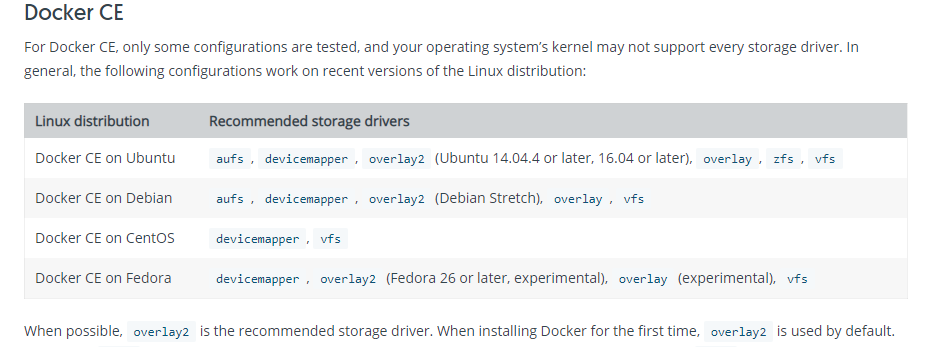 Docker CE
For Docker CE, only some configurations are tested, and your operating system's kernel may not support every storage driver. In
general, the following configurations work on recent versions of the Linux distribution:
Linux distribution Recommended storage drivers
Docker CE on Ubuntu aufs , devicemapper , overlay2 (Ubuntu 14.04.4 or later, 16.04 or later), overlay , zfs , vfs
Docker CE on Debian aufs , devicemapper , overlay2 (Debian Stretch), overlay , vfs
Docker CE on CentOS devicemapper , vfs
Docker CE on Fedora devicemapper , overlay2 (Fedora 26 or later, experimental), overlay (experimental), vfs
When possible, overlay2 is the recommended storage driver. When installing Docker for the first time, overlay2 is used by default.